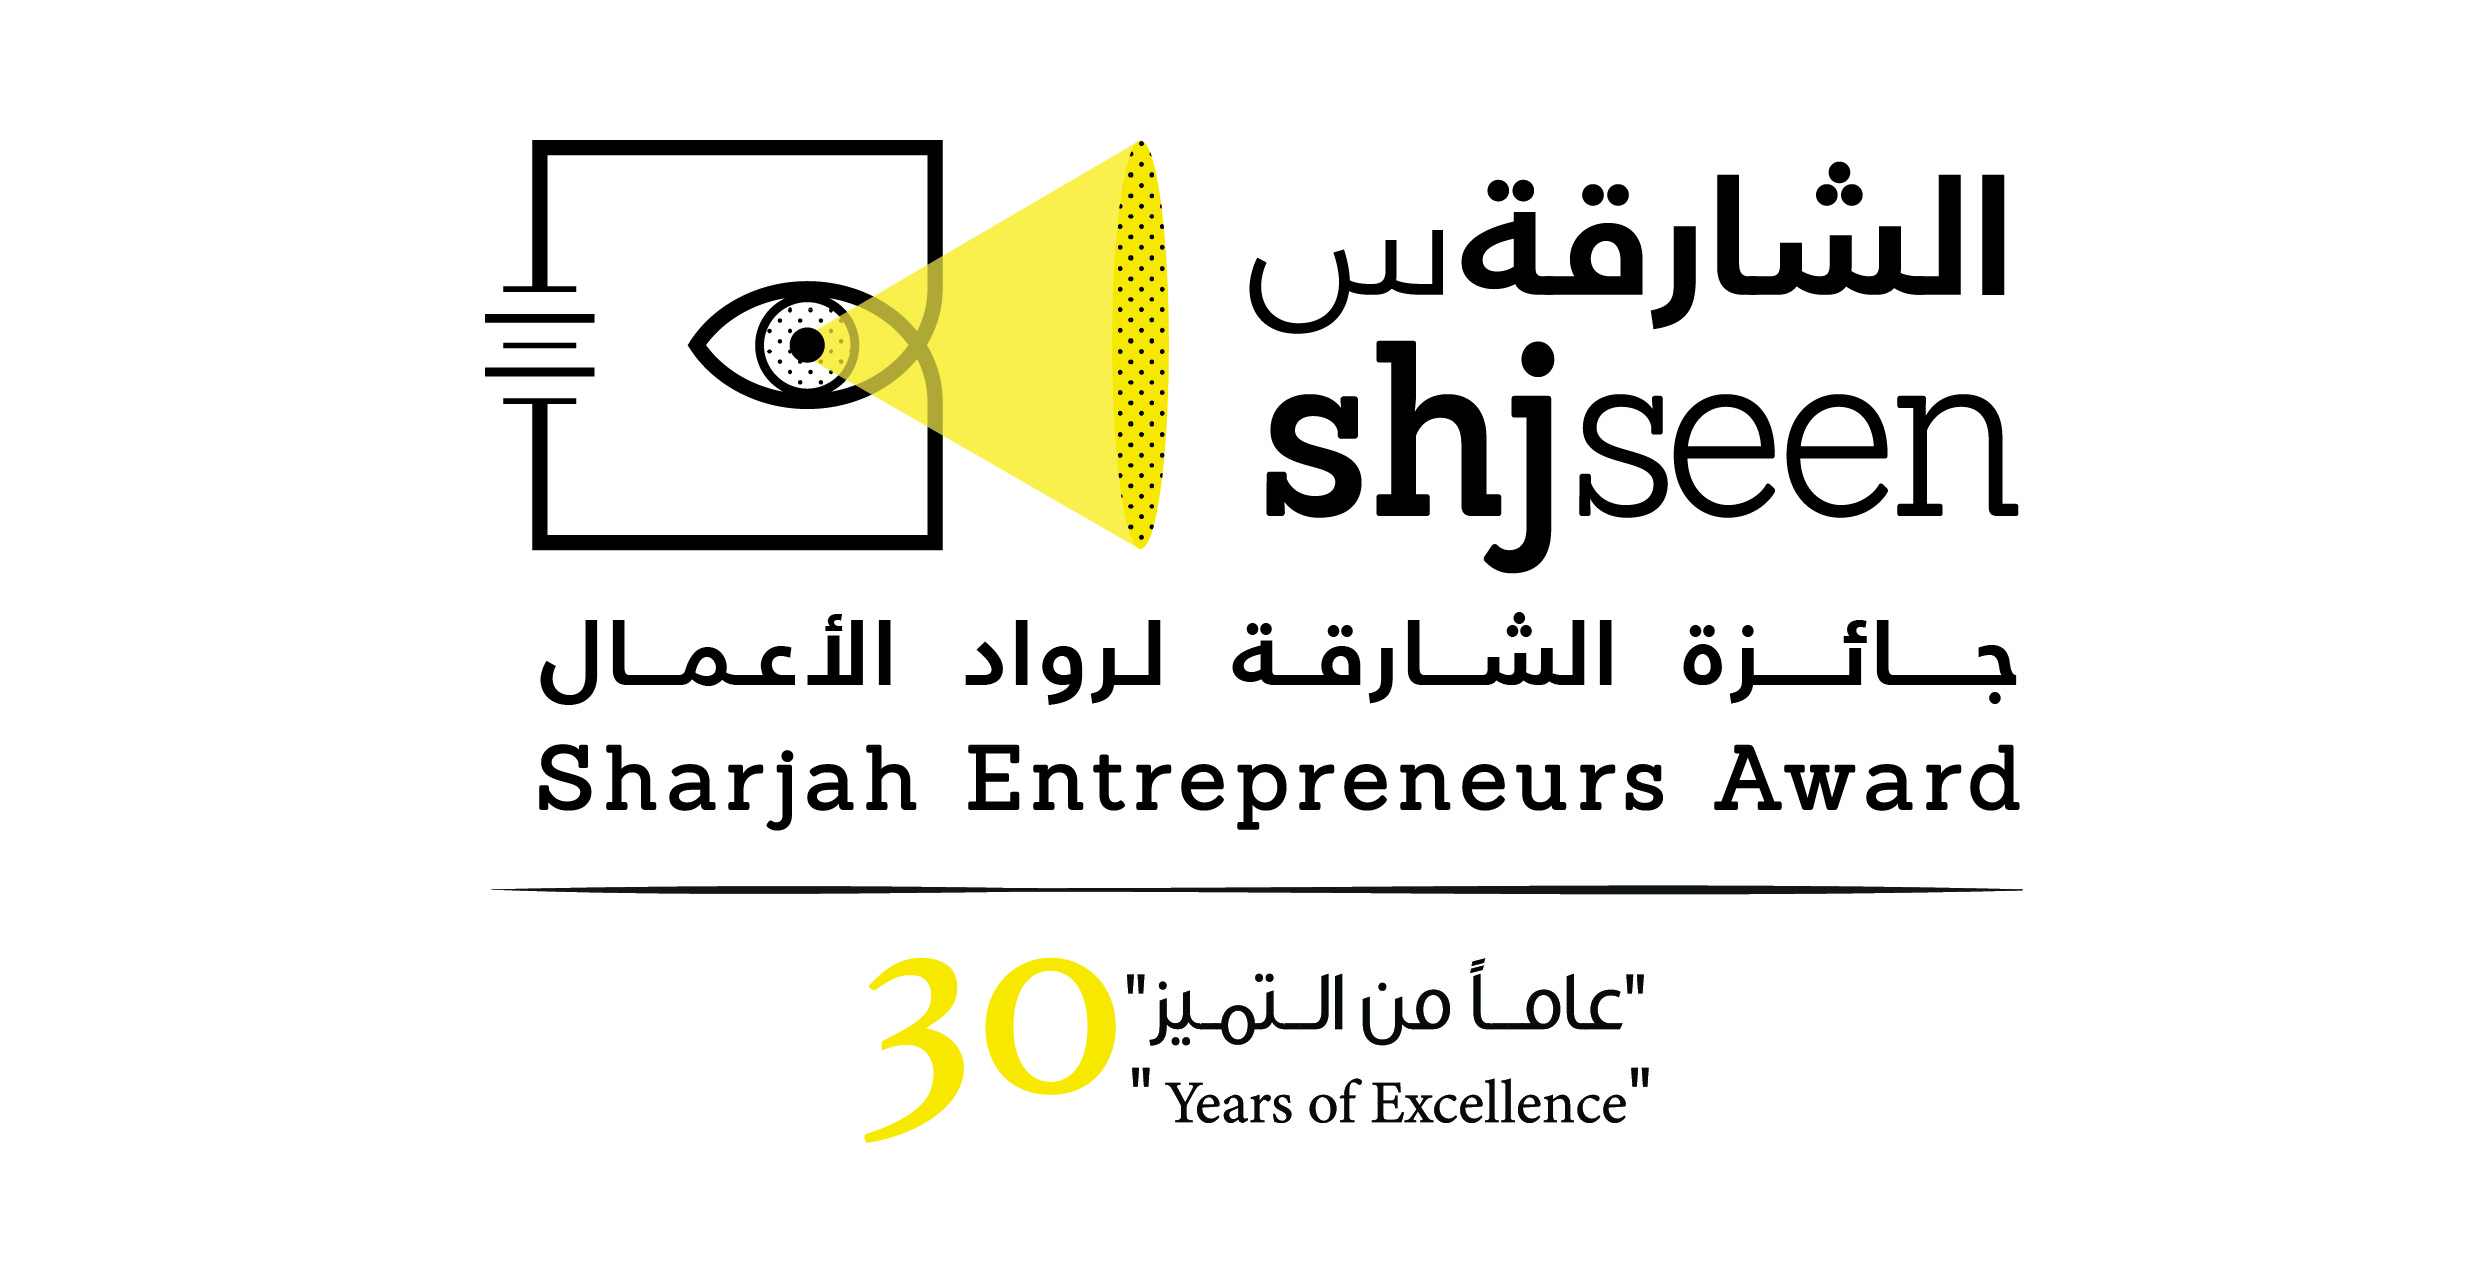 الشارقةس
shjseen
جائزة الشارقة لرواد الأعمال
Sharjah Entrepreneurs Award
30 "عاماً من التميز"
" Years of Excellence"